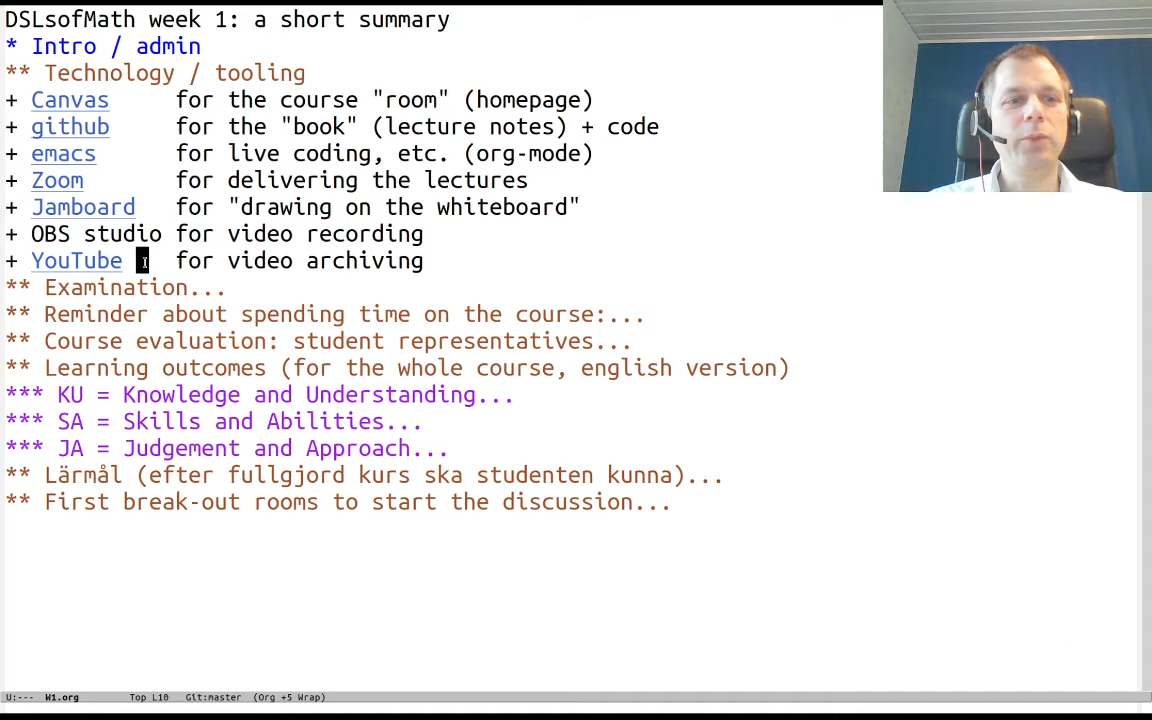 DSLsofMath week 1: a short summary
* Intro / admin
** Technology / tooling
+ Canvas for the course "room" (homepage)
+ github for the "book" (lecture notes) + code
+ emacs for live coding, etc. (org-mode)
+ Zoom for delivering the lectures
+ Jamboard for "drawing on the whiteboard"
+ OBS studio for video recording
+ YouTube for video archiving
** Examination...
** Reminder about spending time on the course:...
** Course evaluation: student representatives...
** Learning outcomes (for the whole course, english version)
*** KU = Knowledge and Understanding...
*** SA = Skills and Abilities...
*** JA = Judgement and Approach...
** Lärmål (efter fullgjord kurs ska studenten kunna)...
** First break-out rooms to start the discussion...
U:--- W1.org Top L10 Git:master (Org +5 Wrap)